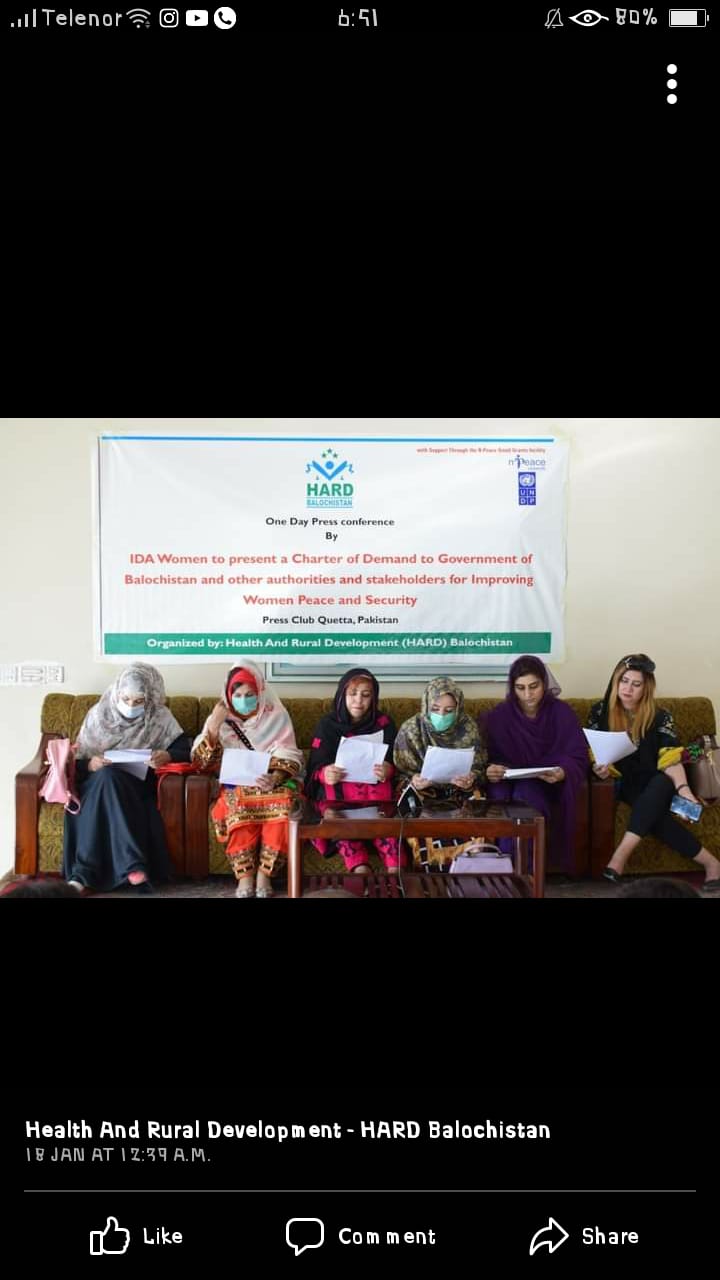 Telenor
6:51
80%
HARD
BALOCHISTAN
with Support Through the N-Peace Small Grants facility
n'Peace
UN
DP
One Day Press conference
By
IDA Women to present a Charter of Demand to Government of
Balochistan and other authorities and stakeholders for Improving
Women Peace and Security
Press Club Quetta, Pakistan
Organized by: Health And Rural Development (HARD) Balochistan
Health And Rural Development - HARD Balochistan
18 JAN AT 12:39 A.M.
Like
Comment
Share